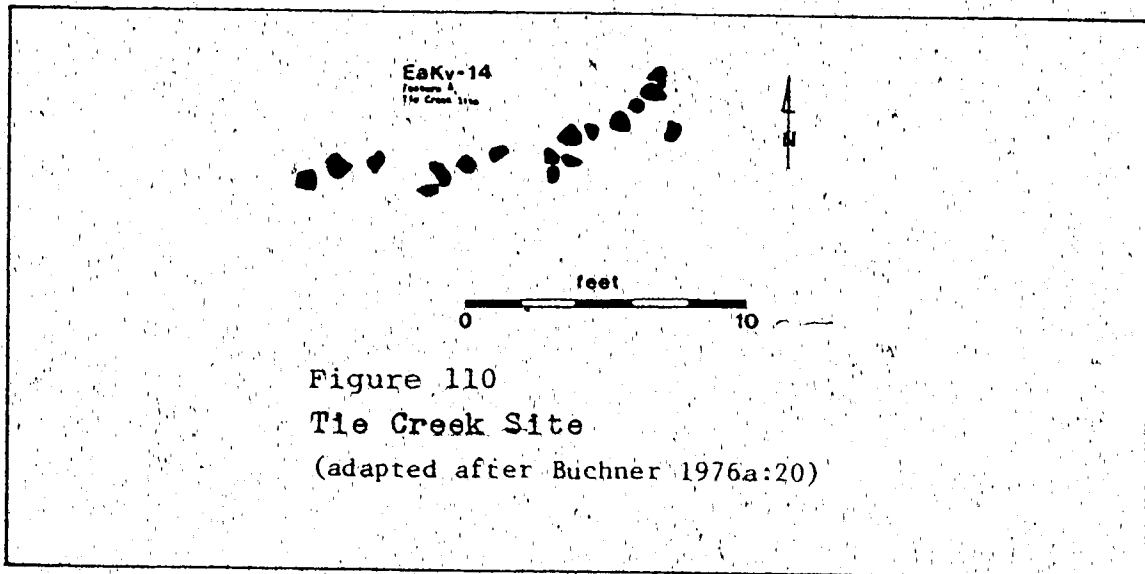 EaKv-14
Feature A,
Tie Creek Site
N
feet
0 10
Figure 110
Tie Creek Site
(adapted after Buchner 1976a:20)